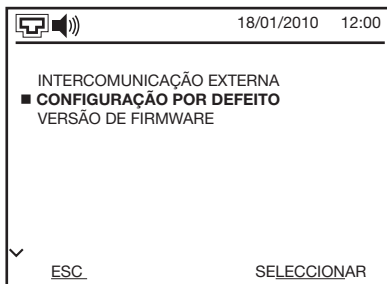 18/01/2010 12:00
INTERCOMUNICAÇÃO EXTERNA
CONFIGURAÇÃO POR DEFEITO
VERSÃO DE FIRMWARE
ESC SELECCIONAR